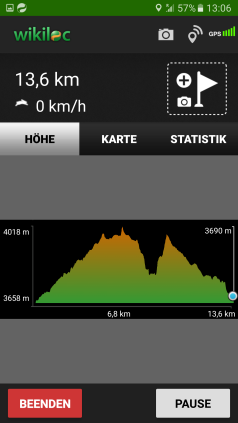 57% 13:06
wikiloc
GPS
13,6 km
0 km/h
HÖHE KARTE STATISTIK
4018 m 3690 m
3658 m
6,8 km 13,6 km
BEENDEN PAUSE